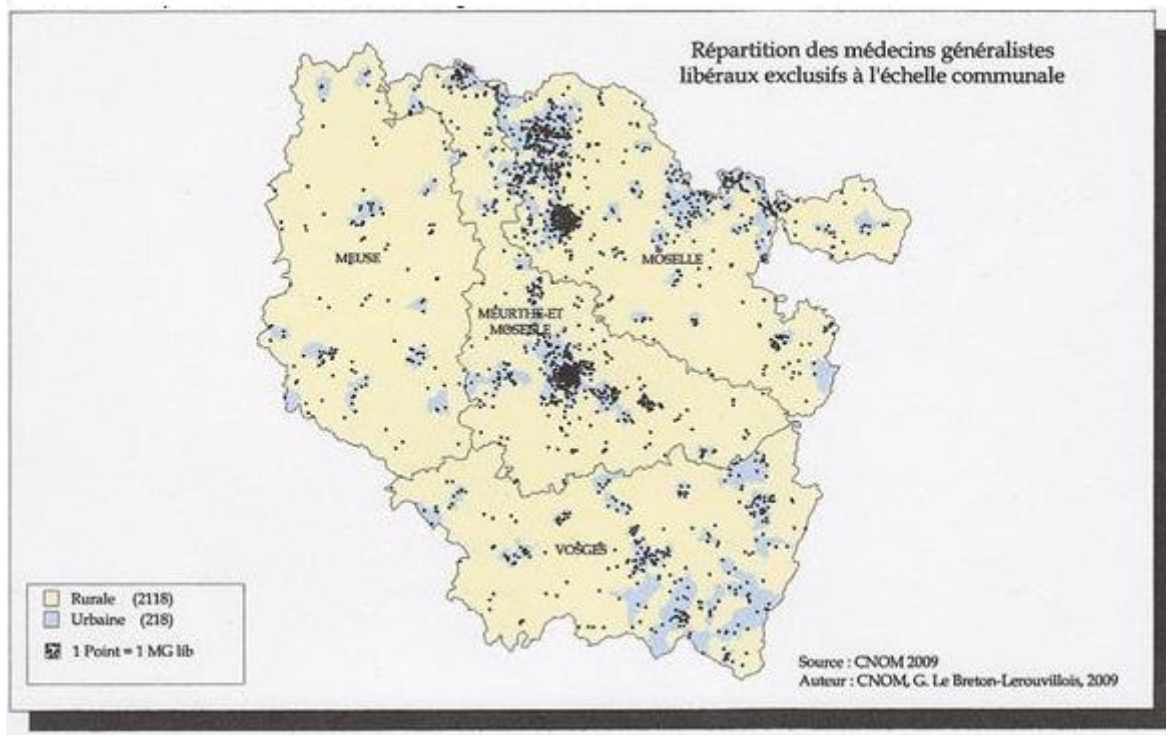 Répartition des médecins généralistes
libéraux exclusifs à l'échelle communale
MEUSE
MOSELLE
MEURTHE-ET
MOSELLE
VOSGES
Rurale (2118)
Urbaine (218)
1 Point = 1 MG lib
Source : CNOM 2009
Auteur : CNOM, G. Le Breton-Lerouvillois, 2009